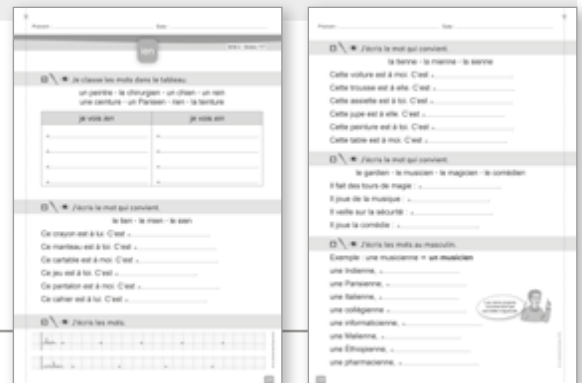 Prénom :
Date :
ien
Je classe les mots dans le tableau.
un peintre - le chirurgien - un chien - un rein
une ceinture - un Parisien - rien - la teinture
je vois ien
je vois ein
J'écris le mot qui convient.
le tien - le mien - le sien
Ce crayon est à lui. C'est
Ce manteau est à toi. C'est
Ce cartable est à moi. C'est
Ce jeu est à toi. C'est
Ce pantalon est à moi. C'est
Ce cahier est à lui. C'est
J'écris les mots.
Prénom :
Date :
J'écris le mot qui convient.
la tienne - la mienne - la sienne
Cette voiture est à moi. C'est
Cette trousse est à elle. C'est
Cette assiette est à toi. C'est
Cette jupe est à elle. C'est
Cette peinture est à toi. C'est
Cette table est à moi. C'est
J'écris le mot qui convient.
le gardien - le musicien - le magicien - le comédien
Il fait des tours de magie :
Il joue de la musique :
Il veille sur la sécurité :
Il joue la comédie :
J'écris les mots au masculin.
Exemple : une musicienne → un musicien
une Indienne,
une Parisienne,
une Italienne,
une collégienne
une informaticienne,
une Malienne,
une Éthiopienne,
une pharmacienne,